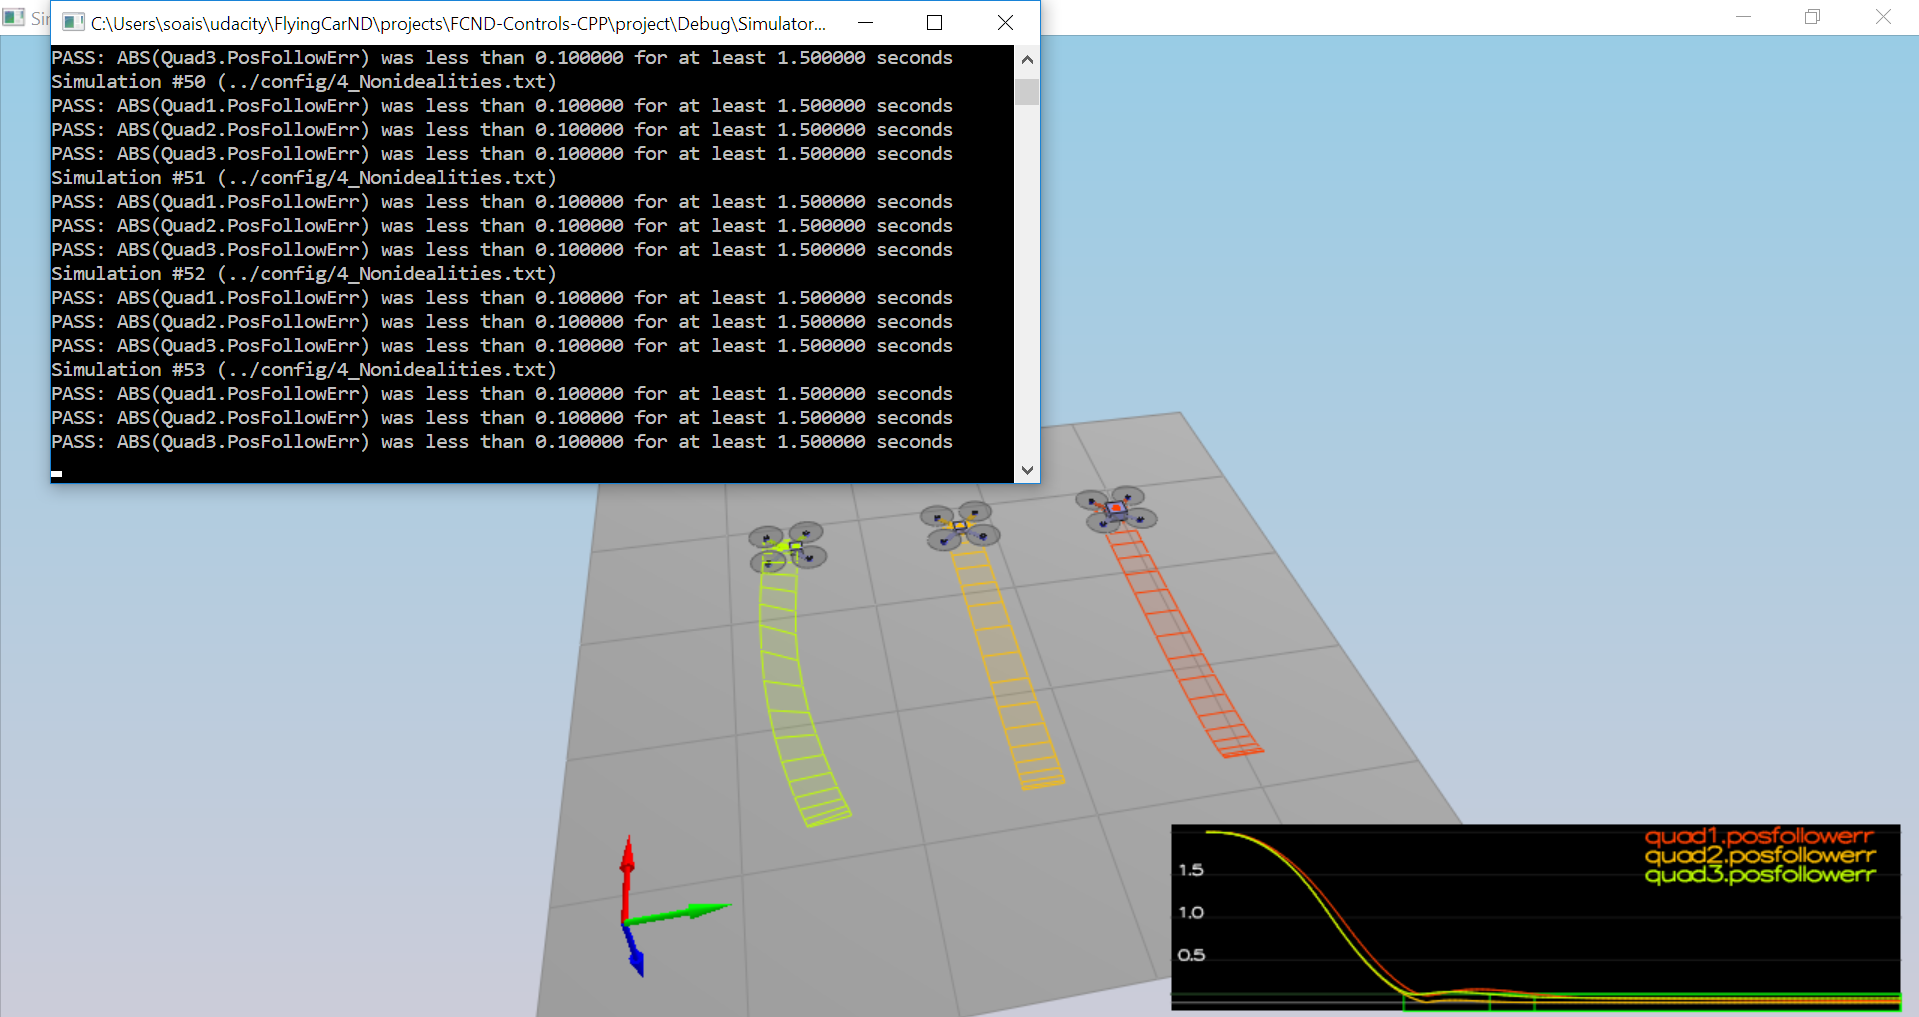 Si
C:\Users\soais\udacity\FlyingCarND\projects\FCND-Controls-CPP\project\Debug\Simulator...
PASS: ABS(Quad3.PosFollowErr) was less than 0.100000 for at least 1.500000 seconds
Simulation #50 (../config/4_Nonidealities.txt)
PASS: ABS(Quad1.PosFollowErr) was less than 0.100000 for at least 1.500000 seconds
PASS: ABS(Quad2.PosFollowErr) was less than 0.100000 for at least 1.500000 seconds
PASS: ABS(Quad3.PosFollowErr) was less than 0.100000 for at least 1.500000 seconds
Simulation #51 (../config/4_Nonidealities.txt)
PASS: ABS(Quad1.PosFollowErr) was less than 0.100000 for at least 1.500000 seconds
PASS: ABS(Quad2.PosFollowErr) was less than 0.100000 for at least 1.500000 seconds
PASS: ABS(Quad3.PosFollowErr) was less than 0.100000 for at least 1.500000 seconds
Simulation #52 (../config/4_Nonidealities.txt)
PASS: ABS(Quad1.PosFollowErr) was less than 0.100000 for at least 1.500000 seconds
PASS: ABS(Quad2.PosFollowErr) was less than 0.100000 for at least 1.500000 seconds
PASS: ABS(Quad3.PosFollowErr) was less than 0.100000 for at least 1.500000 seconds
Simulation #53 (../config/4_Nonidealities.txt)
PASS: ABS(Quad1.PosFollowErr) was less than 0.100000 for at least 1.500000 seconds
PASS: ABS(Quad2.PosFollowErr) was less than 0.100000 for at least 1.500000 seconds
PASS: ABS(Quad3.PosFollowErr) was less than 0.100000 for at least 1.500000 seconds
quad1.posfollowerr
quad2.posfollowerr
quad3.posfollowerr
1.5
1.0
0.5